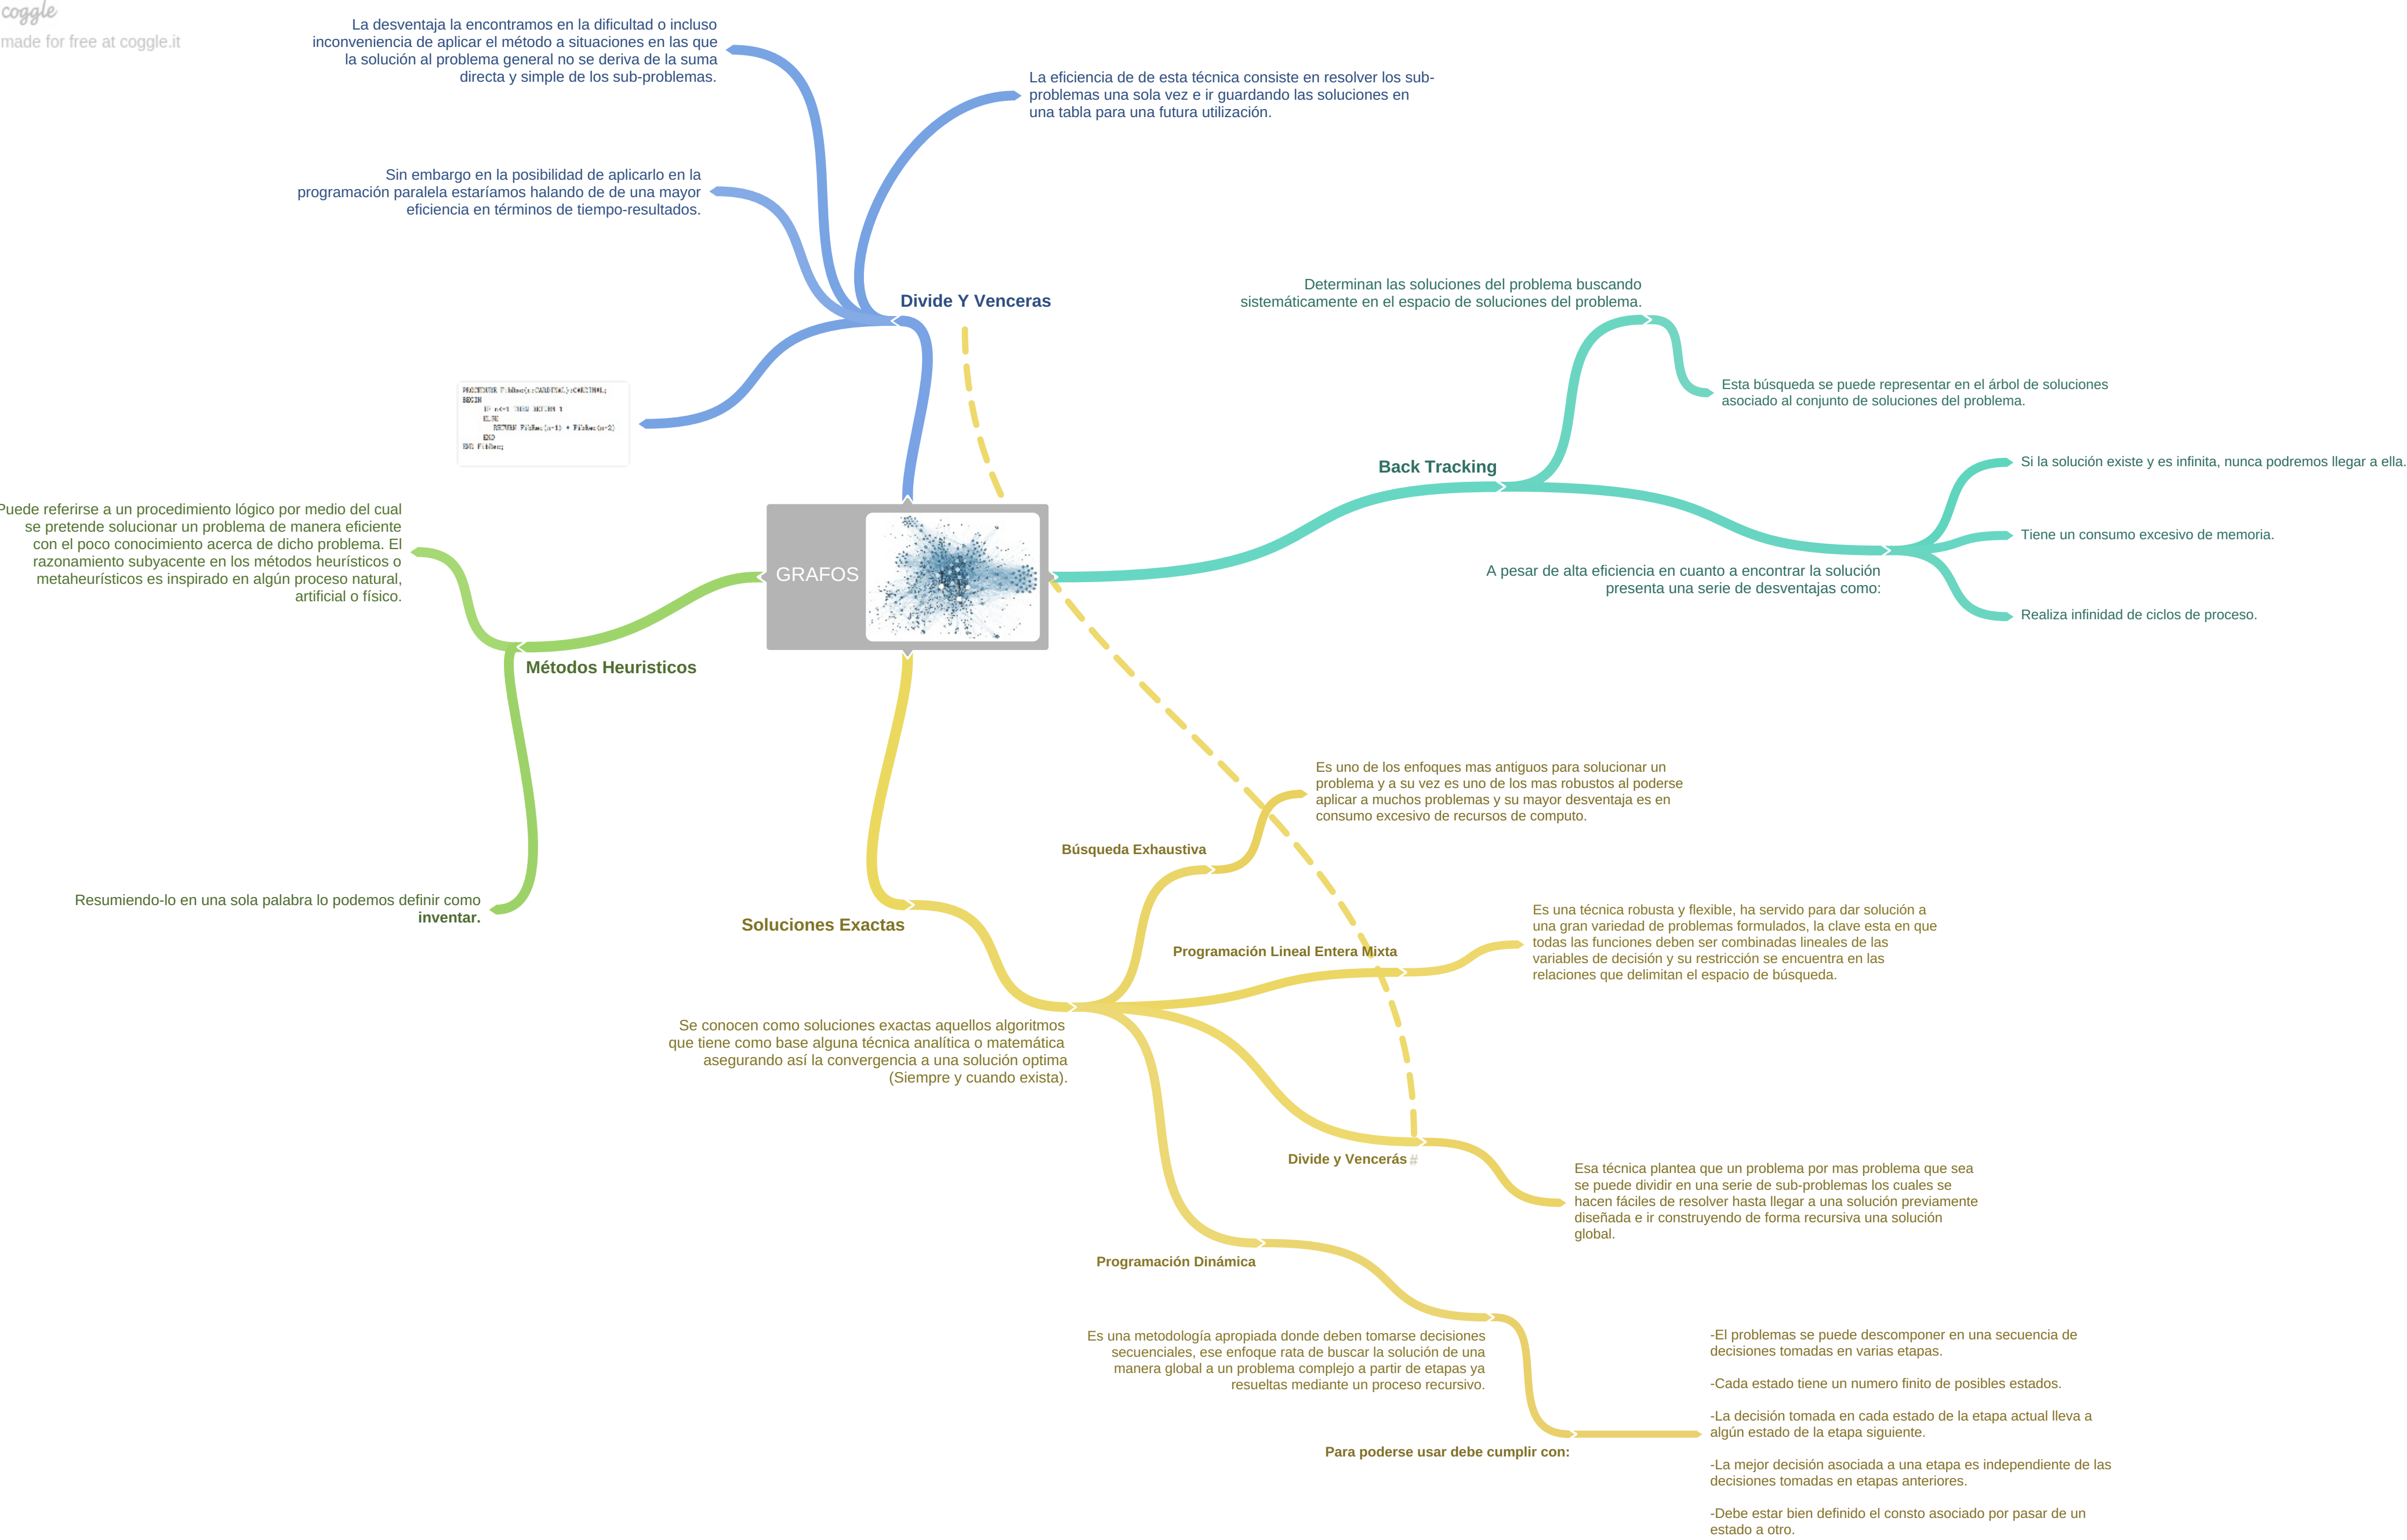 coggle
made for free at coggle.it
La desventaja la encontramos en la dificultad o incluso
inconveniencia de aplicar el método a situaciones en las que
la solución al problema general no se deriva de la suma
directa y simple de los sub-problemas.
La eficiencia de de esta técnica consiste en resolver los sub-
problemas una sola vez e ir guardando las soluciones en
una tabla para una futura utilización.
Sin embargo en la posibilidad de aplicarlo en la
programación paralela estaríamos halando de de una mayor
eficiencia en términos de tiempo-resultados.
Divide Y Venceras
PROCEDURE FibRec(n:CARDINAL):CARDINAL;
BEGIN
IF n<=1 THEN RETURN 1
ELSE
RETURN FibRec(n-1) + FibRec(n-2)
END
END FibRec;
Determinan las soluciones del problema buscando
sistemáticamente en el espacio de soluciones del problema.
Esta búsqueda se puede representar en el árbol de soluciones
asociado al conjunto de soluciones del problema.
Back Tracking
Si la solución existe y es infinita, nunca podremos llegar a ella.
Tiene un consumo excesivo de memoria.
A pesar de alta eficiencia en cuanto a encontrar la solución
presenta una serie de desventajas como:
Realiza infinidad de ciclos de proceso.
GRAFOS
Puede referirse a un procedimiento lógico por medio del cual
se pretende solucionar un problema de manera eficiente
con el poco conocimiento acerca de dicho problema. El
razonamiento subyacente en los métodos heurísticos o
metaheurísticos es inspirado en algún proceso natural,
artificial o físico.
Métodos Heuristicos
Resumiendo-lo en una sola palabra lo podemos definir como
inventar.
Soluciones Exactas
Se conocen como soluciones exactas aquellos algoritmos
que tiene como base alguna técnica analítica o matemática
asegurando así la convergencia a una solución optima
(Siempre y cuando exista).
Búsqueda Exhaustiva
Es uno de los enfoques mas antiguos para solucionar un
problema y a su vez es uno de los mas robustos al poderse
aplicar a muchos problemas y su mayor desventaja es en
consumo excesivo de recursos de computo.
Programación Lineal Entera Mixta
Es una técnica robusta y flexible, ha servido para dar solución a
una gran variedad de problemas formulados, la clave esta en que
todas las funciones deben ser combinadas lineales de las
variables de decisión y su restricción se encuentra en las
relaciones que delimitan el espacio de búsqueda.
Divide y Vencerás #
Esa técnica plantea que un problema por mas problema que sea
se puede dividir en una serie de sub-problemas los cuales se
hacen fáciles de resolver hasta llegar a una solución previamente
diseñada e ir construyendo de forma recursiva una solución
global.
Programación Dinámica
Es una metodología apropiada donde deben tomarse decisiones
secuenciales, ese enfoque rata de buscar la solución de una
manera global a un problema complejo a partir de etapas ya
resueltas mediante un proceso recursivo.
Para poderse usar debe cumplir con:
-El problemas se puede descomponer en una secuencia de
decisiones tomadas en varias etapas.
-Cada estado tiene un numero finito de posibles estados.
-La decisión tomada en cada estado de la etapa actual lleva a
algún estado de la etapa siguiente.
-La mejor decisión asociada a una etapa es independiente de las
decisiones tomadas en etapas anteriores.
-Debe estar bien definido el consto asociado por pasar de un
estado a otro.